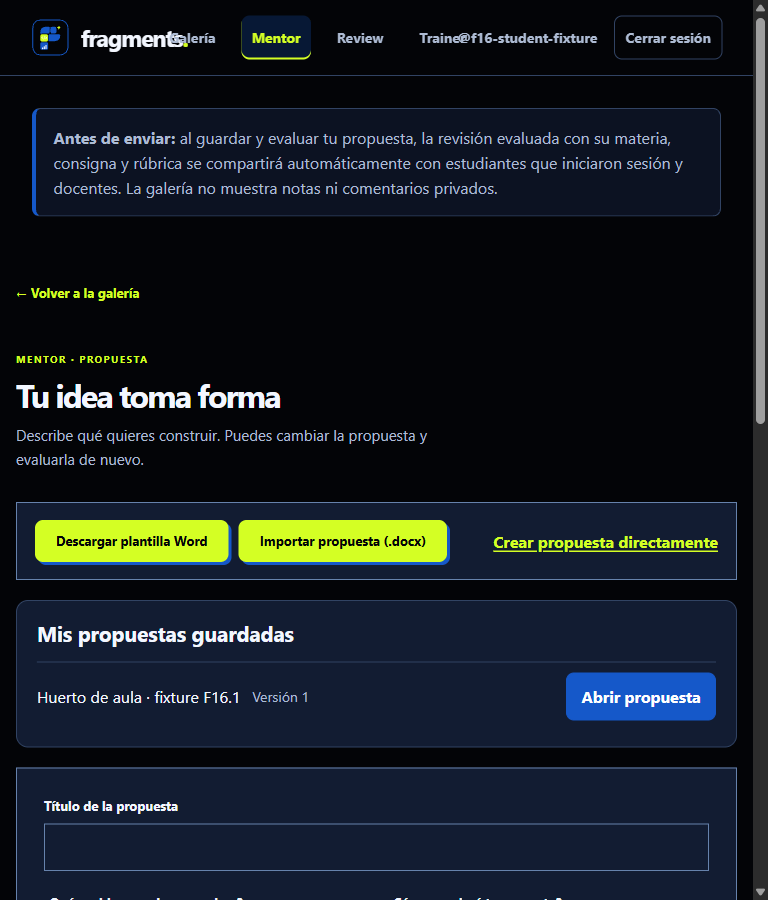 fragments.
Galería
Mentor
Review
Traine@f16-student-fixture
Cerrar sesión
Antes de enviar: al guardar y evaluar tu propuesta, la revisión evaluada con su materia,
consigna y rúbrica se compartirá automáticamente con estudiantes que iniciaron sesión y
docentes. La galería no muestra notas ni comentarios privados.
← Volver a la galería
MENTOR · PROPUESTA
Tu idea toma forma
Describe qué quieres construir. Puedes cambiar la propuesta y
evaluarla de nuevo.
Descargar plantilla Word
Importar propuesta (.docx)
Crear propuesta directamente
Mis propuestas guardadas
Huerto de aula · fixture F16.1 Versión 1
Abrir propuesta
Título de la propuesta